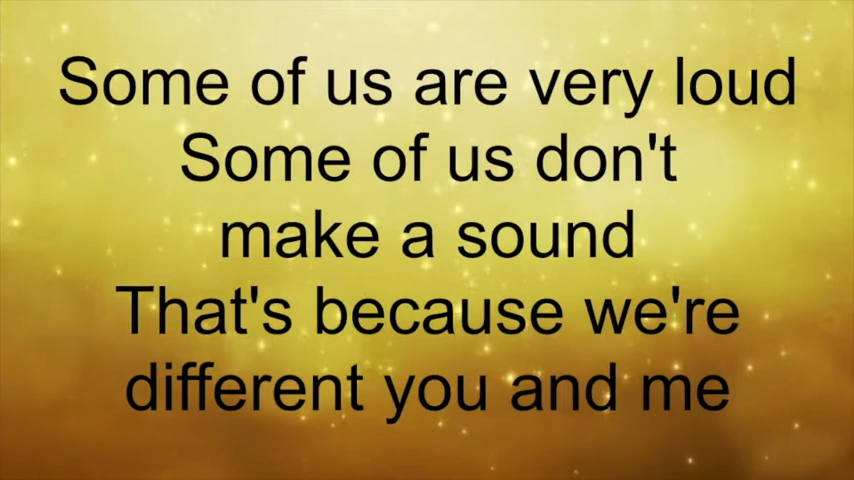 Some of us are very loud
Some of us don't
make a sound
That's because we're
different you and me